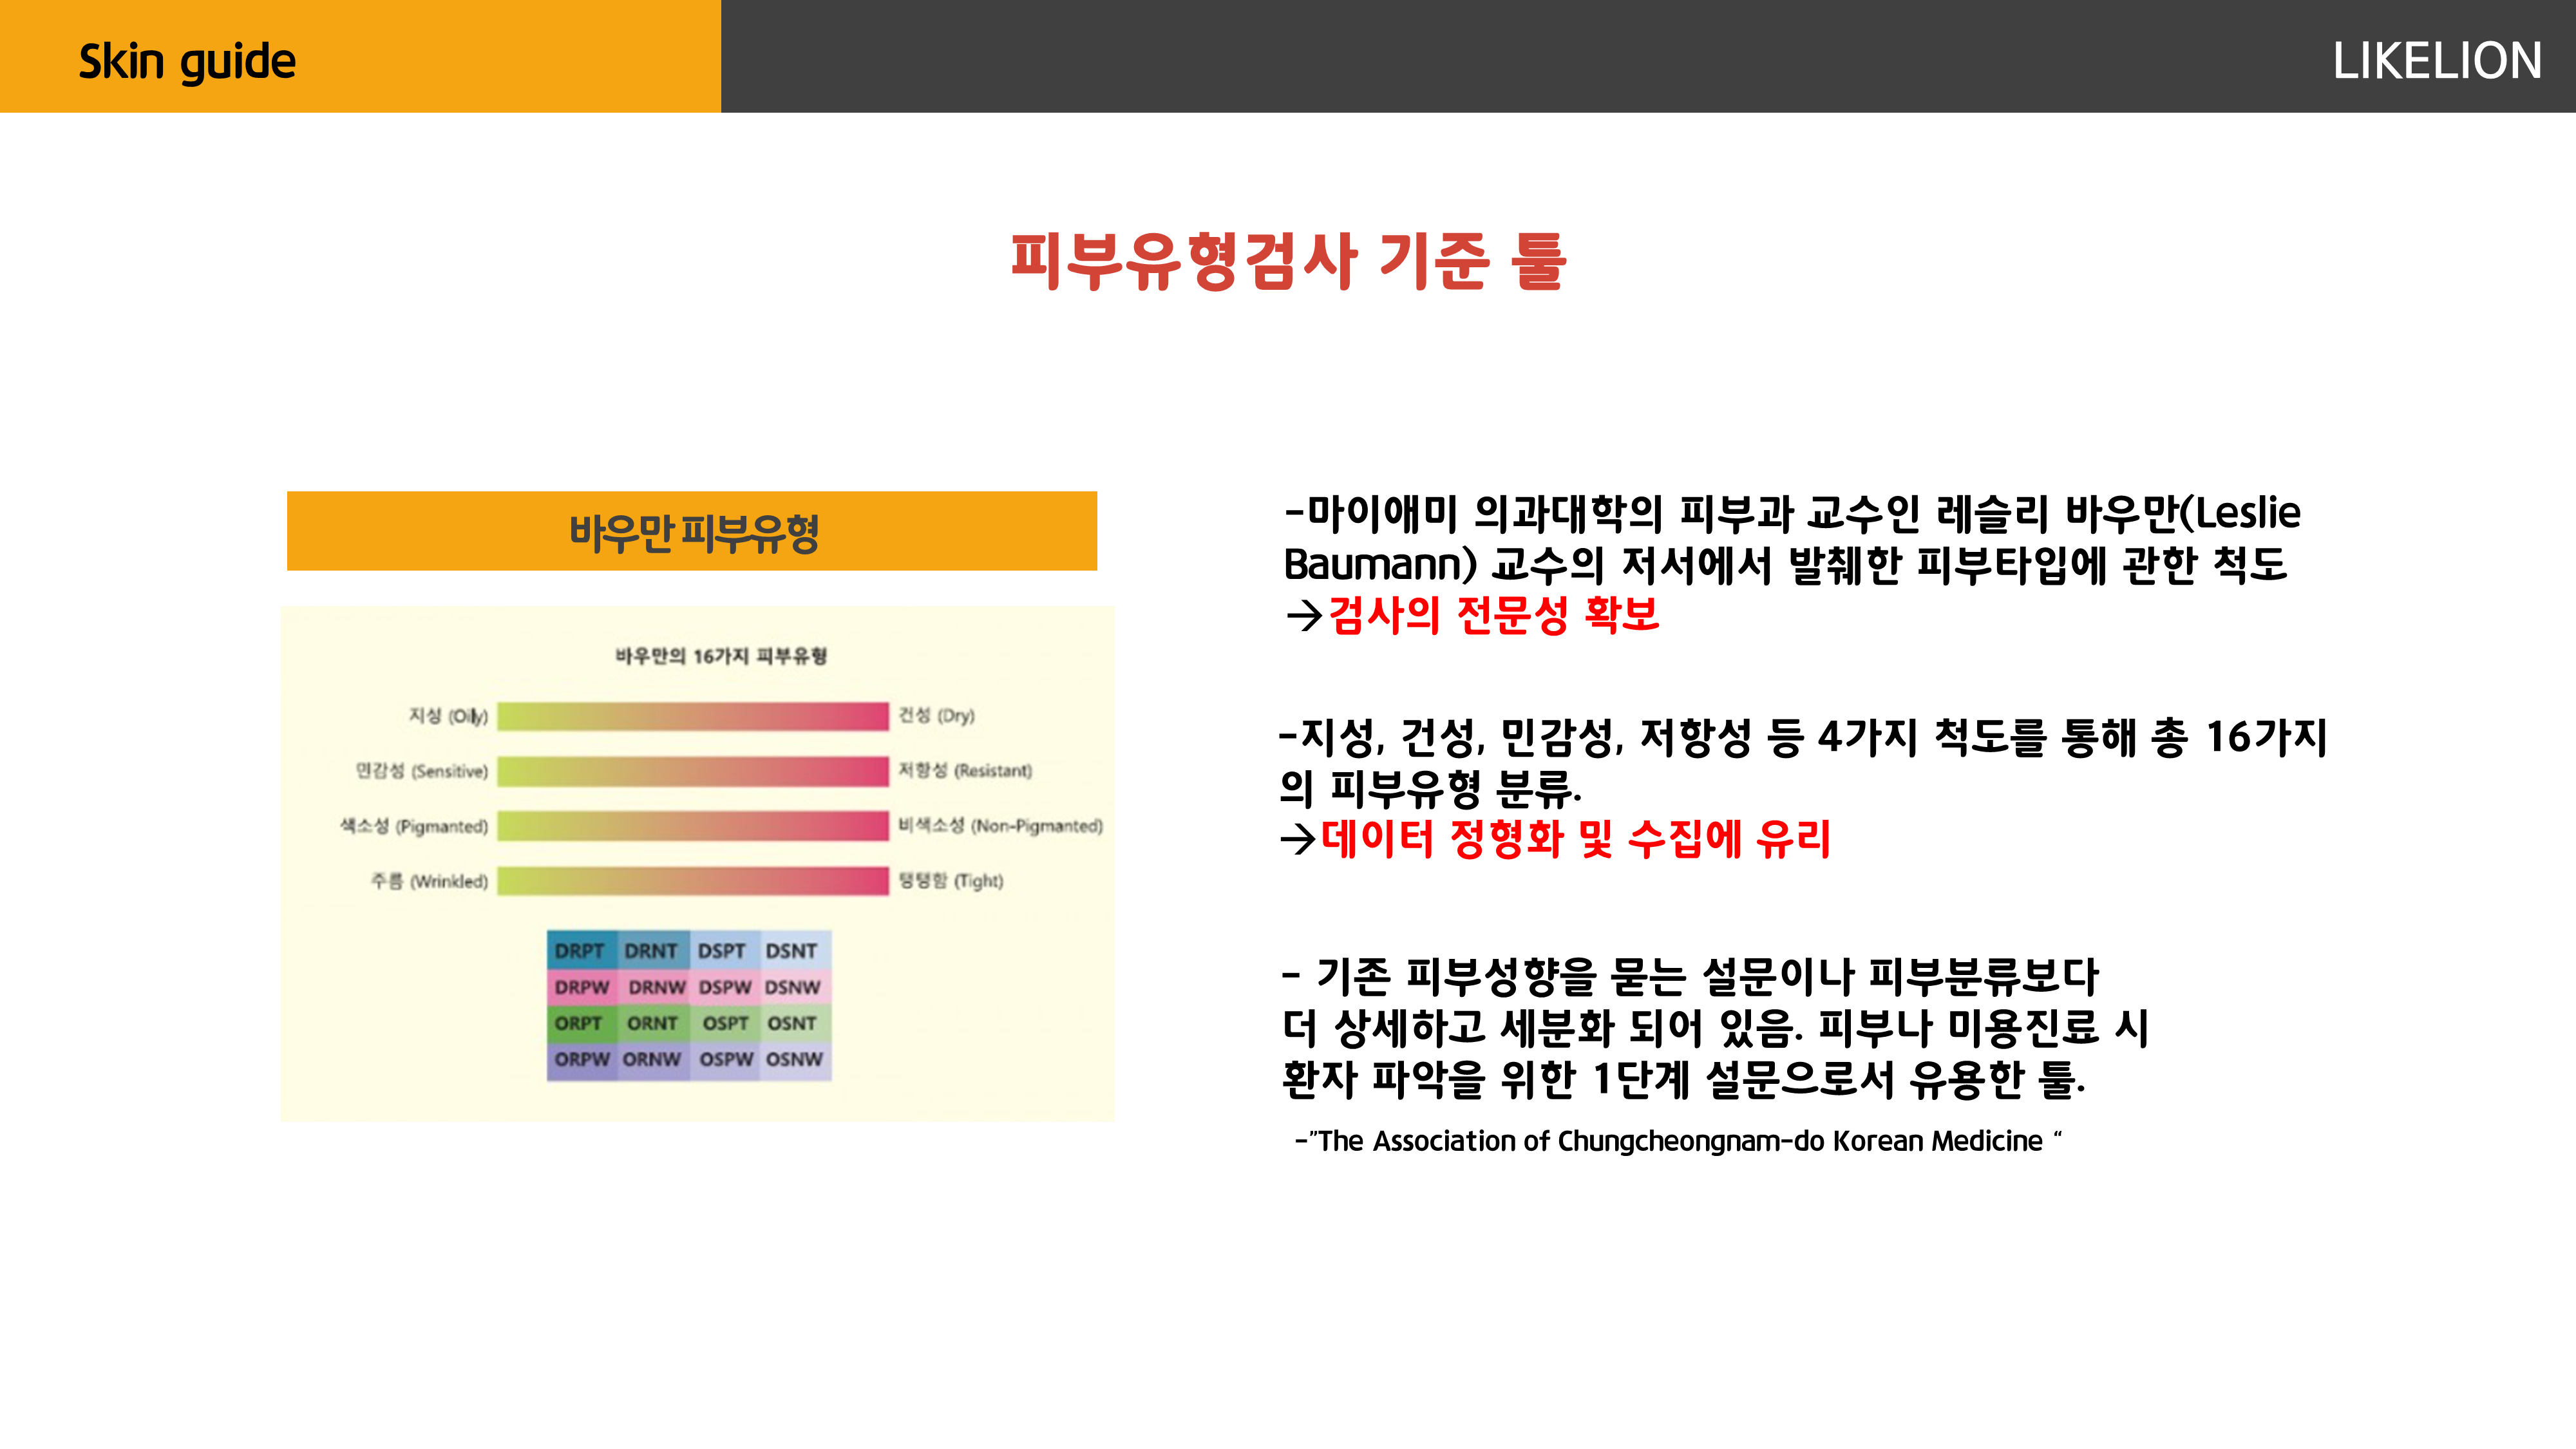 Skin guide
LIKELION
피부유형검사 기준 툴
바우만 피부유형
바우만의 16가지 피부유형
지성 (Oily)
건성 (Dry)
민감성 (Sensitive)
저항성 (Resistant)
색소성 (Pigmanted)
비색소성 (Non-Pigmanted)
주름 (Wrinkled)
탱탱함 (Tight)
DRPT DRNT DSPT DSNT
DRPW DRNW DSPW DSNW
ORPT ORNT OSPT OSNT
ORPW ORNW OSPW OSNW
-마이애미 의과대학의 피부과 교수인 레슬리 바우만(Leslie
Baumann) 교수의 저서에서 발췌한 피부타입에 관한 척도
→검사의 전문성 확보
-지성, 건성, 민감성, 저항성 등 4가지 척도를 통해 총 16가지
의 피부유형 분류.
→데이터 정형화 및 수집에 유리
- 기존 피부성향을 묻는 설문이나 피부분류보다
더 상세하고 세분화 되어 있음. 피부나 미용진료 시
환자 파악을 위한 1단계 설문으로서 유용한 툴.
-”The Association of Chungcheongnam-do Korean Medicine “